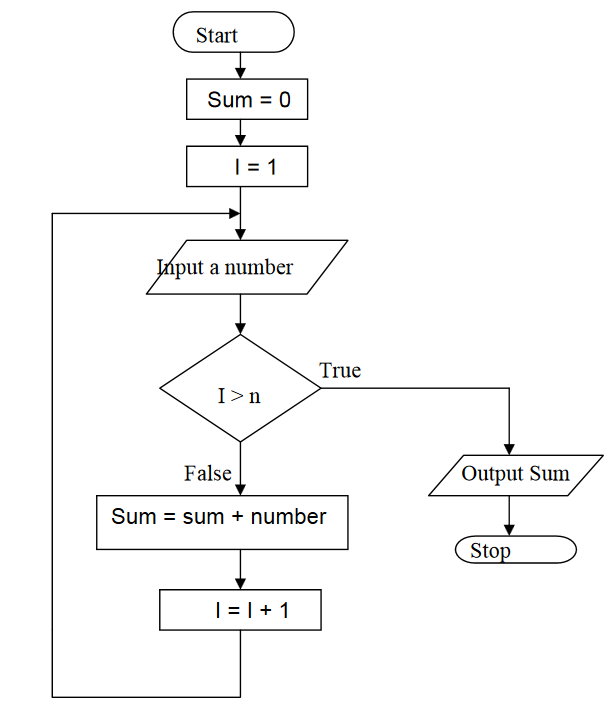 Start
Sum = 0
I = 1
Input a number
I > n
True
False
Sum = sum + number
I = I + 1
Output Sum
Stop